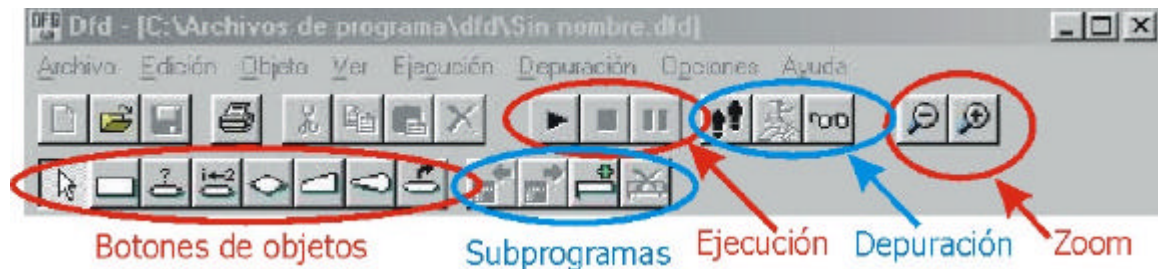 Dfd - [C:\Archivos de programa\dfd\Sin nombre.dfd]
Archivo Edición Objeto Ver Ejecución Depuración Opciones Ayuda
? i←2
Botones de objetos Subprogramas Ejecución Depuración Zoom